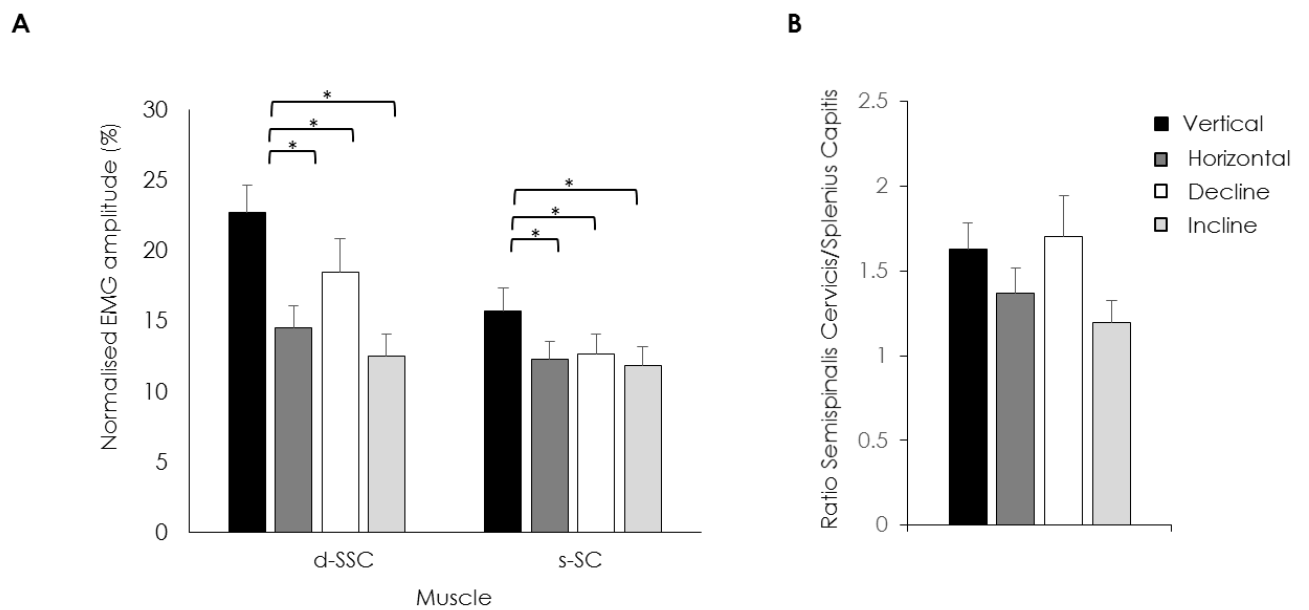 A
Normalised EMG amplitude (%)
30
25
20
15
10
5
0
*
*
*
*
*
*
d-SSC
s-SC
Muscle
B
Ratio Semispinalis Cervicis/Splenius Capitis
2.5
2
1.5
1
0.5
0
Vertical
Horizontal
Decline
Incline